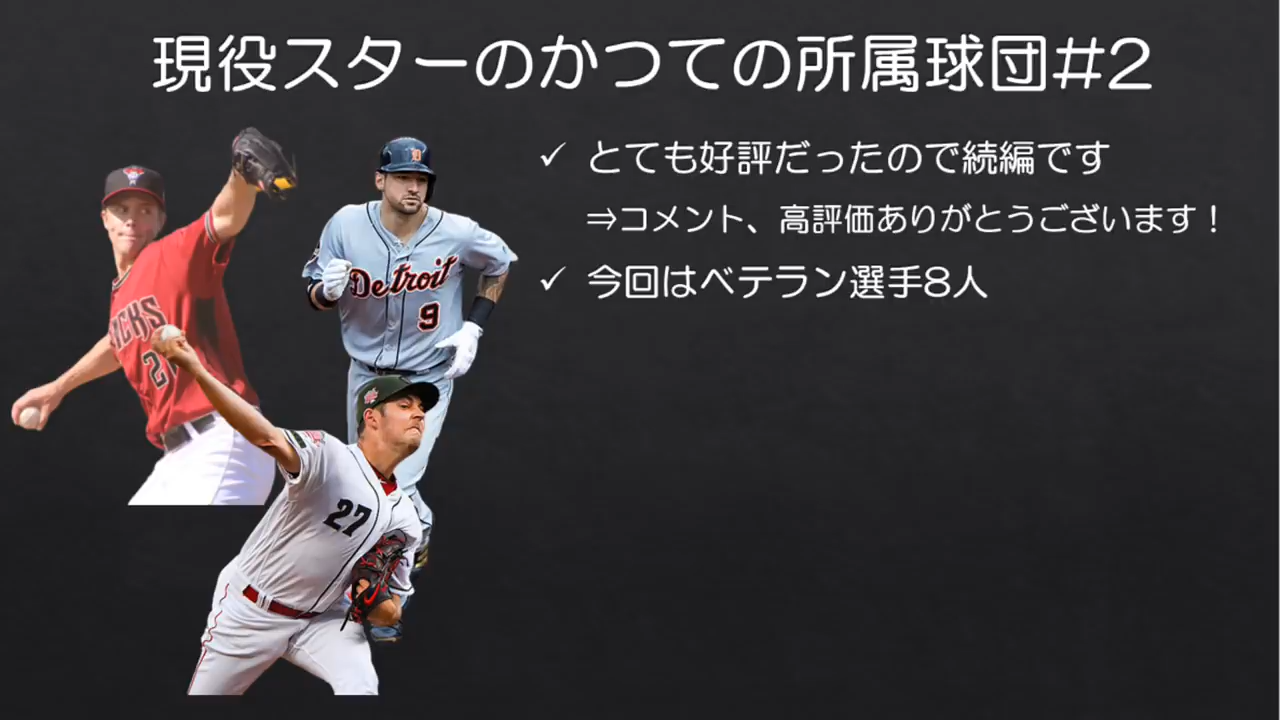 現役スターのかつての所属球団#2
✓ とても好評だったので続編です
⇒コメント、高評価ありがとうございます！
✓ 今回はベテラン選手8人
Detroit
9
27